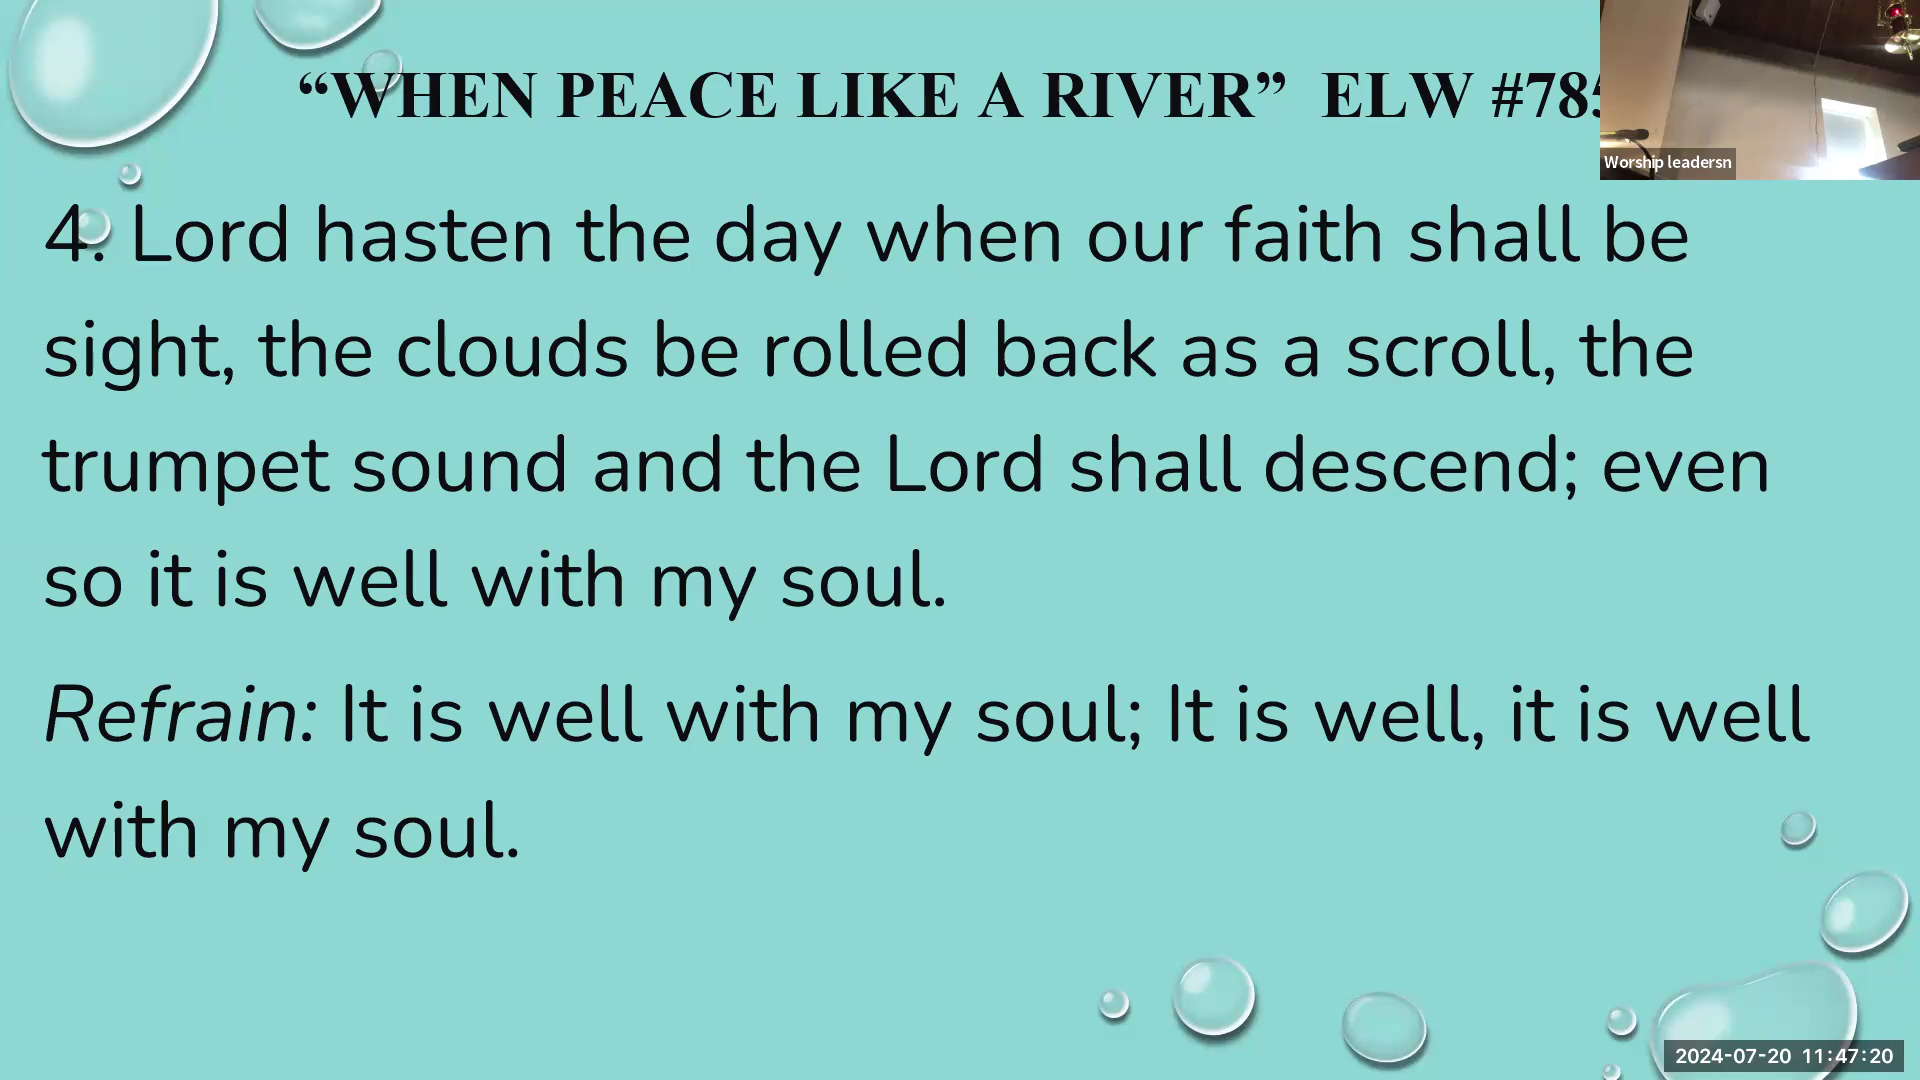 “WHEN PEACE LIKE A RIVER” ELW #785
Worship leadersn
4. Lord hasten the day when our faith shall be
sight, the clouds be rolled back as a scroll, the
trumpet sound and the Lord shall descend; even
so it is well with my soul.
Refrain: It is well with my soul; It is well, it is well
with my soul.
2024-07-20 11:47:20